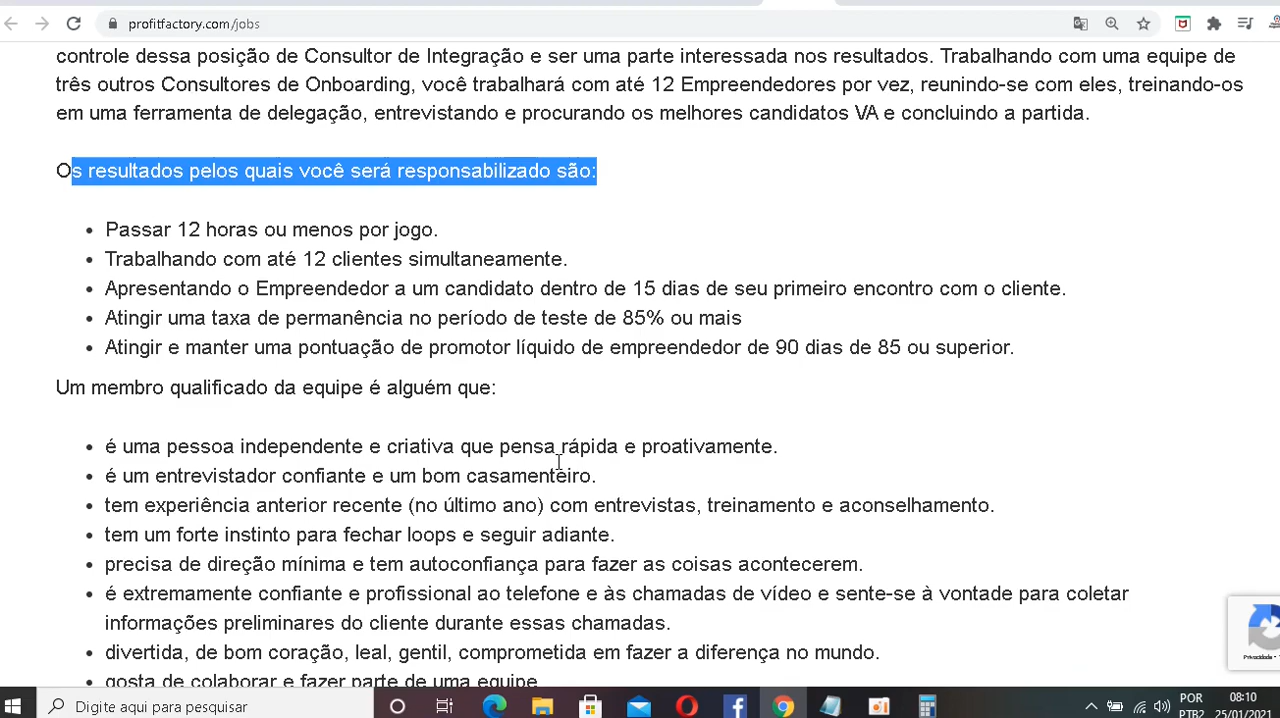 profitfactory.com/jobs
controle dessa posição de Consultor de Integração e ser uma parte interessada nos resultados. Trabalhando com uma equipe de
três outros Consultores de Onboarding, você trabalhará com até 12 Empreendedores por vez, reunindo-se com eles, treinando-os
em uma ferramenta de delegação, entrevistando e procurando os melhores candidatos VA e concluindo a partida.
Os resultados pelos quais você será responsabilizado são:
• Passar 12 horas ou menos por jogo.
• Trabalhando com até 12 clientes simultaneamente.
• Apresentando o Empreendedor a um candidato dentro de 15 dias de seu primeiro encontro com o cliente.
• Atingir uma taxa de permanência no período de teste de 85% ou mais
• Atingir e manter uma pontuação de promotor líquido de empreendedor de 90 dias de 85 ou superior.
Um membro qualificado da equipe é alguém que:
• é uma pessoa independente e criativa que pensa rápida e proativamente.
• é um entrevistador confiante e um bom casamenteiro.
• tem experiência anterior recente (no último ano) com entrevistas, treinamento e aconselhamento.
• tem um forte instinto para fechar loops e seguir adiante.
• precisa de direção mínima e tem autoconfiança para fazer as coisas acontecerem.
• é extremamente confiante e profissional ao telefone e às chamadas de vídeo e sente-se à vontade para coletar
informações preliminares do cliente durante essas chamadas.
• divertida, de bom coração, leal, gentil, comprometida em fazer a diferença no mundo.
• gosta de colaborar e fazer parte de uma equipe
Privacidade
Digite aqui para pesquisar
POR
PTB2
08:10
25/01/2021